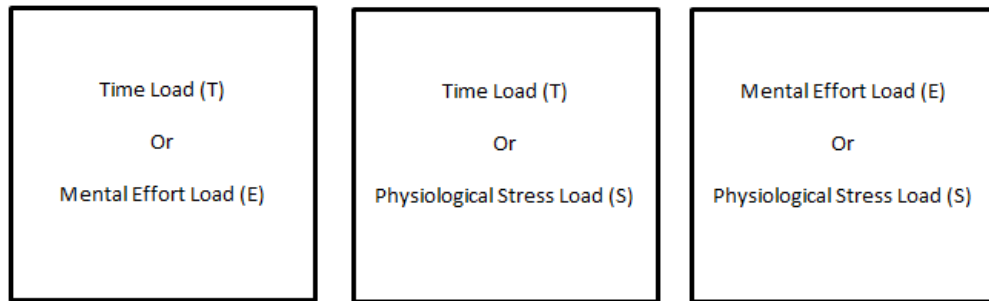 Time Load (T)
Or
Mental Effort Load (E)
Time Load (T)
Or
Physiological Stress Load (S)
Mental Effort Load (E)
Or
Physiological Stress Load (S)